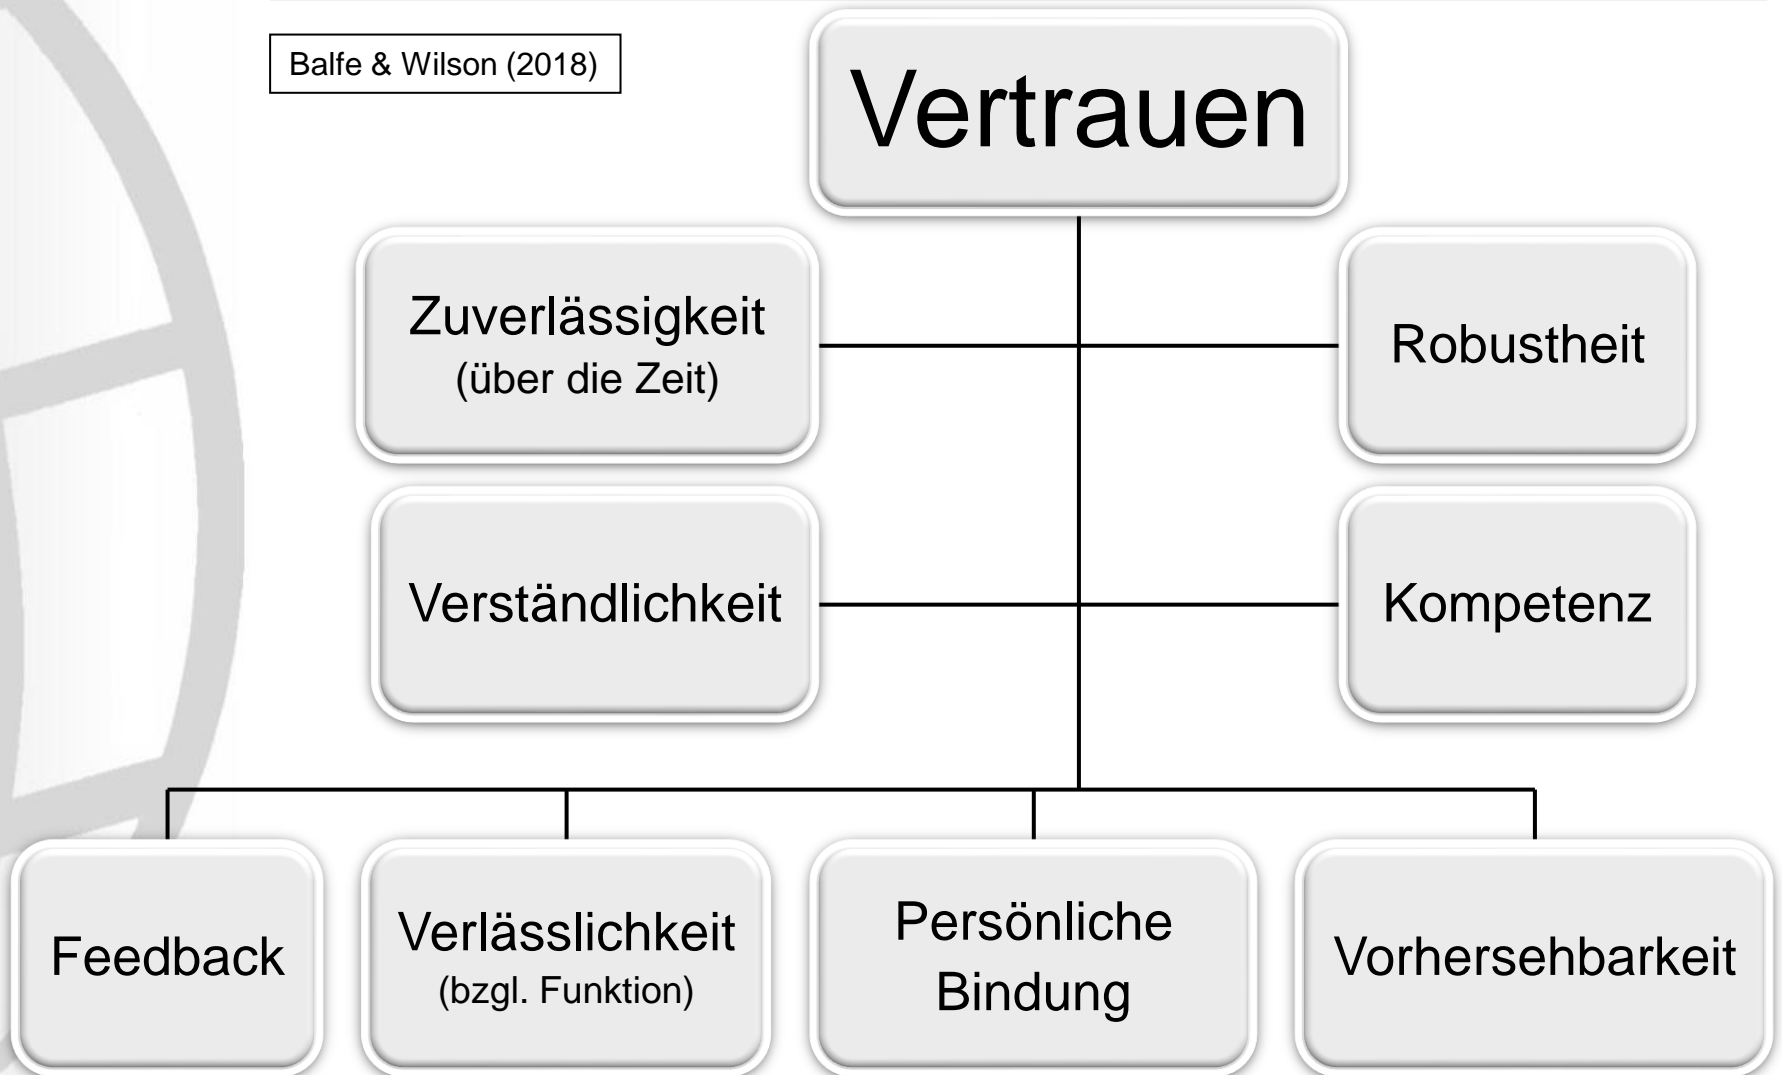 Balfe & Wilson (2018)
Vertrauen
Zuverlässigkeit
(über die Zeit)
Robustheit
Verständlichkeit
Kompetenz
Feedback
Verlässlichkeit
(bzgl. Funktion)
Persönliche
Bindung
Vorhersehbarkeit